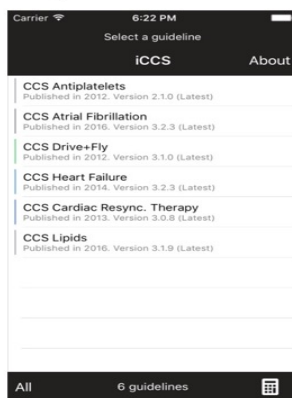 Carrier 6:22 PM
Select a guideline
iCCS About
CCS Antiplatelets
Published in 2012. Version 2.1.0 (Latest)
CCS Atrial Fibrillation
Published in 2016. Version 3.2.3 (Latest)
CCS Drive+Fly
Published in 2012. Version 3.1.0 (Latest)
CCS Heart Failure
Published in 2014. Version 3.2.3 (Latest)
CCS Cardiac Resync. Therapy
Published in 2013. Version 3.0.8 (Latest)
CCS Lipids
Published in 2016. Version 3.1.9 (Latest)
All 6 guidelines